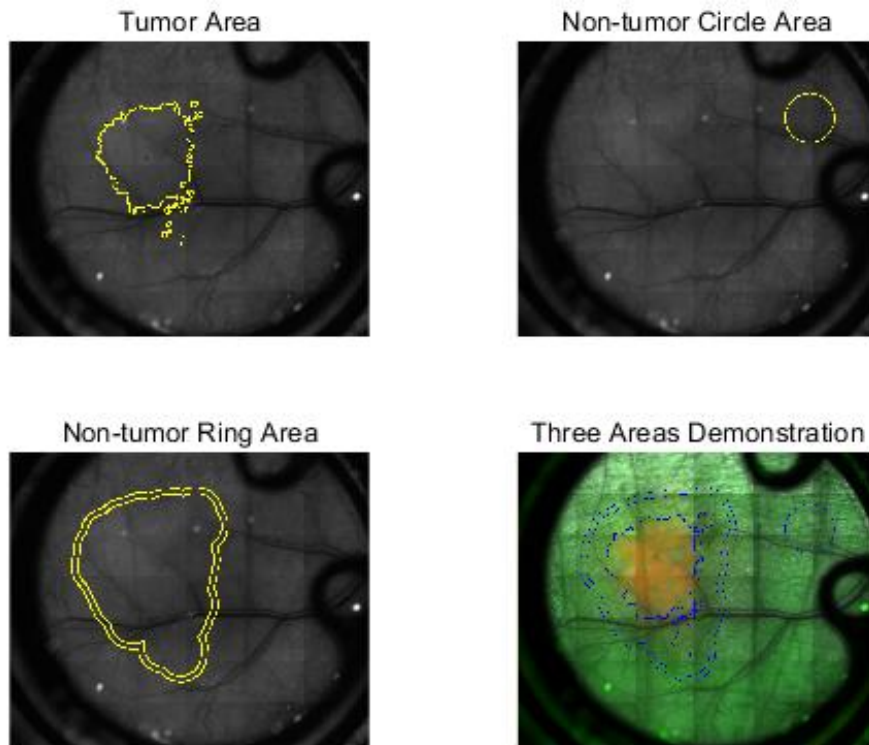 Tumor Area
Non-tumor Circle Area
Non-tumor Ring Area
Three Areas Demonstration